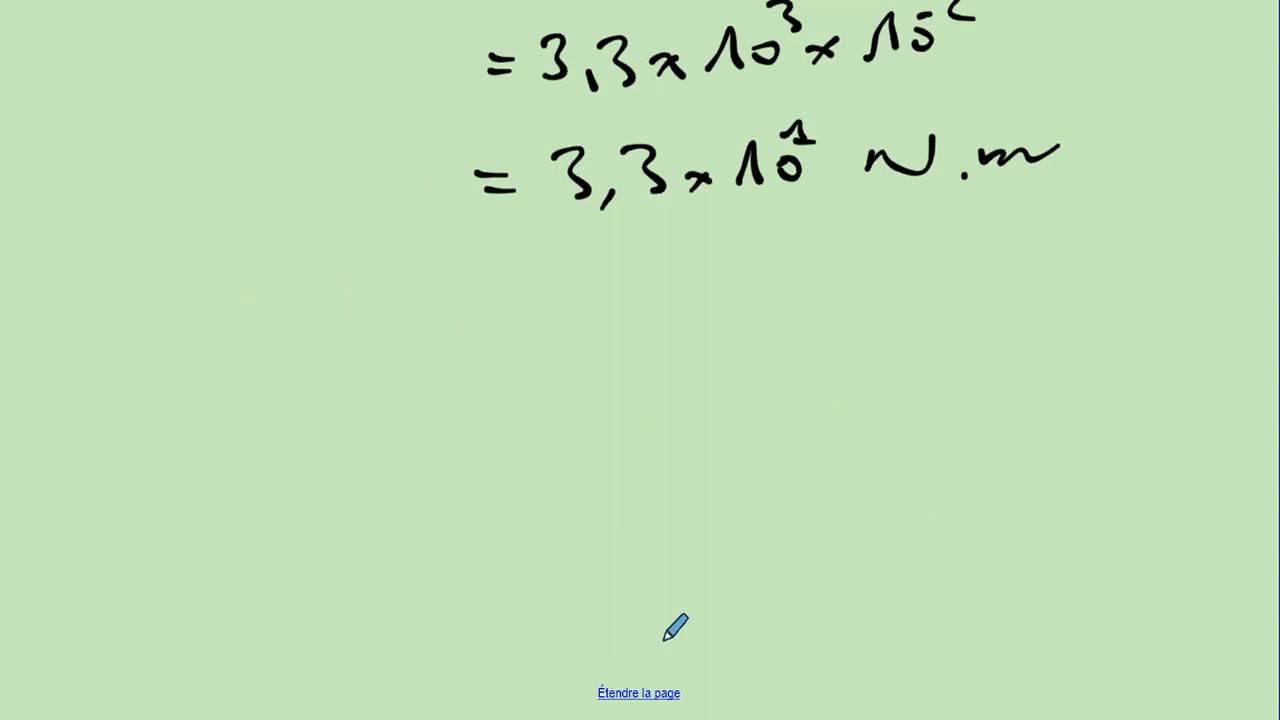 = 3,3 × 10³ × 10⁻²
= 3,3 × 10¹ N.m
Étendre la page